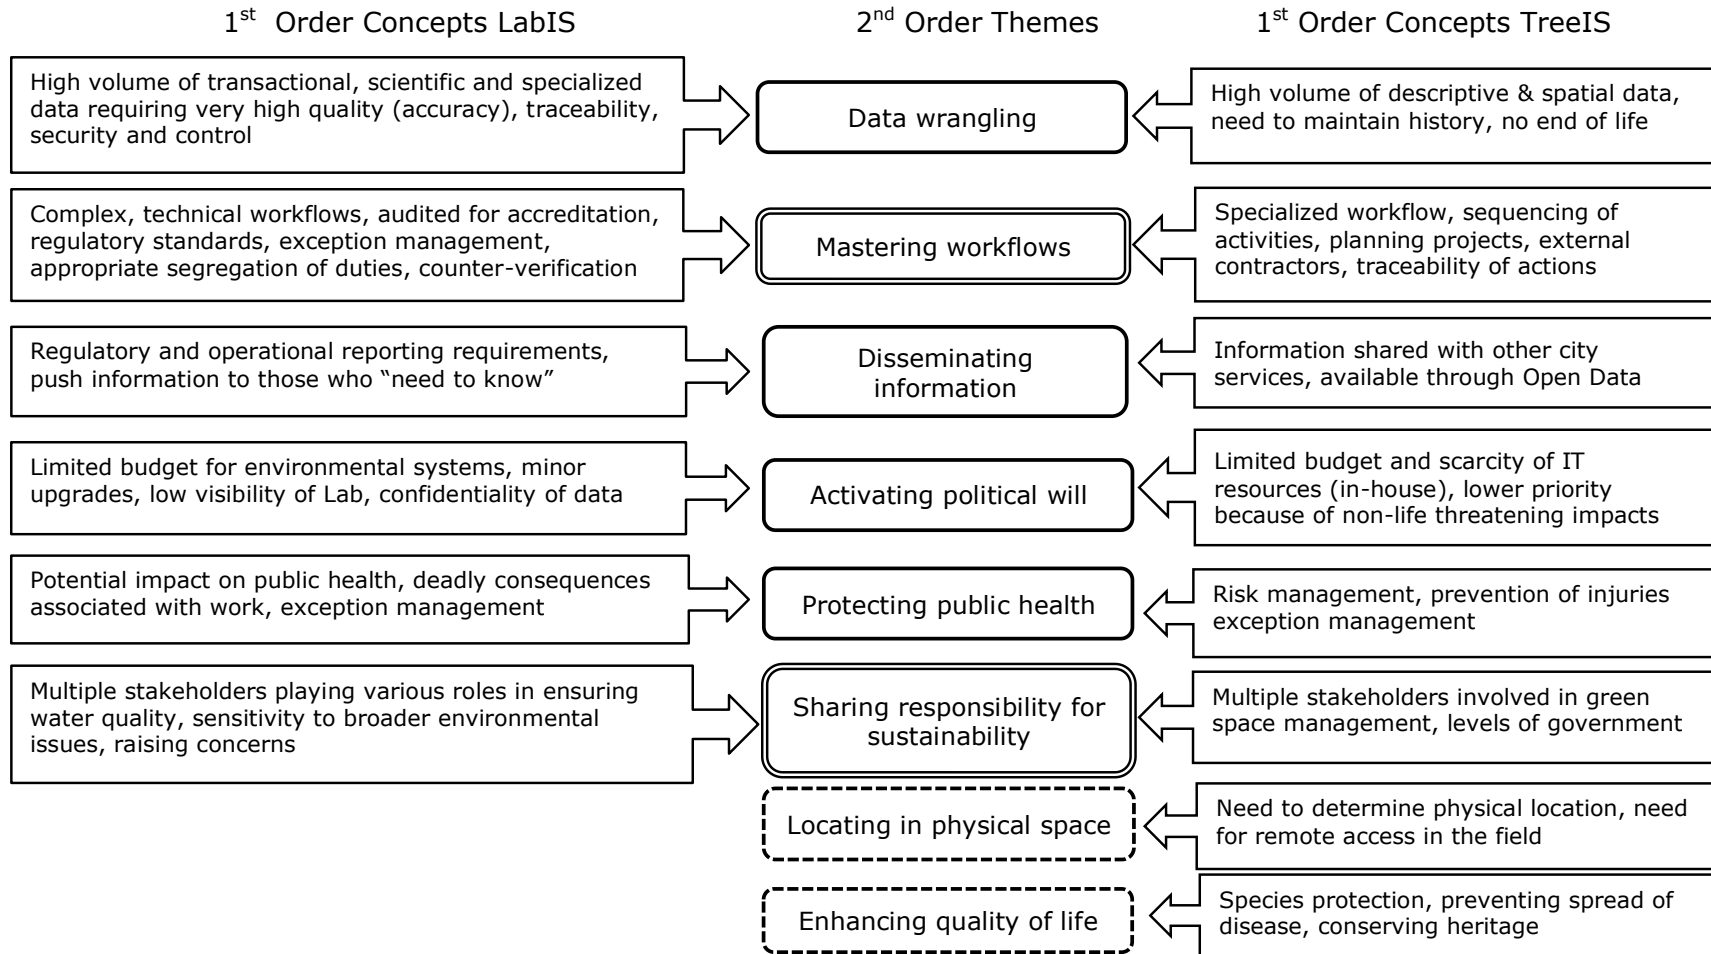 1st Order Concepts LabIS
2nd Order Themes
1st Order Concepts TreeIS
High volume of transactional, scientific and specialized
data requiring very high quality (accuracy), traceability,
security and control
Data wrangling
High volume of descriptive & spatial data,
need to maintain history, no end of life
Complex, technical workflows, audited for accreditation,
regulatory standards, exception management,
appropriate segregation of duties, counter-verification
Mastering workflows
Specialized workflow, sequencing of
activities, planning projects, external
contractors, traceability of actions
Regulatory and operational reporting requirements,
push information to those who “need to know”
Disseminating
information
Information shared with other city
services, available through Open Data
Limited budget for environmental systems, minor
upgrades, low visibility of Lab, confidentiality of data
Activating political will
Limited budget and scarcity of IT
resources (in-house), lower priority
because of non-life threatening impacts
Potential impact on public health, deadly consequences
associated with work, exception management
Protecting public health
Risk management, prevention of injuries
exception management
Multiple stakeholders playing various roles in ensuring
water quality, sensitivity to broader environmental
issues, raising concerns
Sharing responsibility for
sustainability
Multiple stakeholders involved in green
space management, levels of government
Locating in physical space
Need to determine physical location, need
for remote access in the field
Enhancing quality of life
Species protection, preventing spread of
disease, conserving heritage